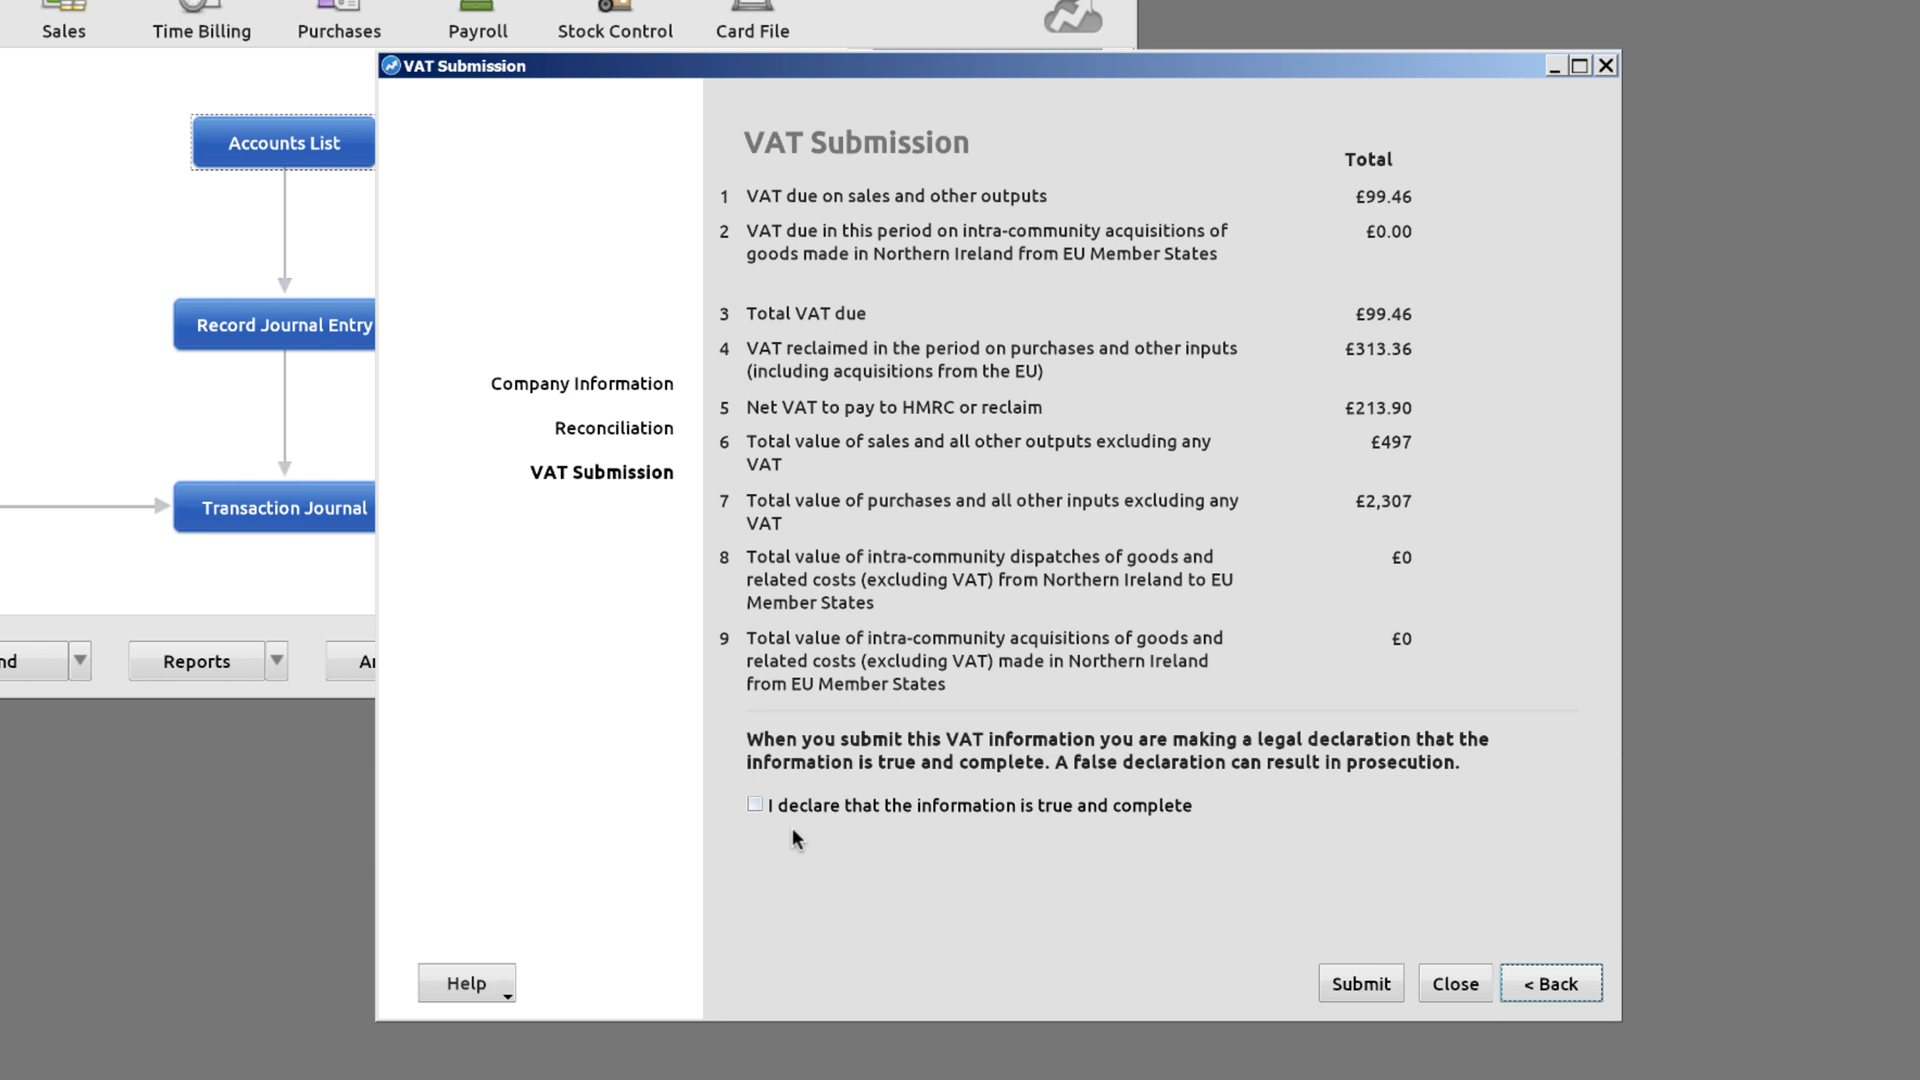 Sales
Time Billing
Purchases
Payroll
Stock Control
Card File
VAT Submission
Accounts List
Record Journal Entry
Transaction Journal
Reports
Company Information
Reconciliation
VAT Submission
VAT Submission
Total
1 VAT due on sales and other outputs £99.46
2 VAT due in this period on intra-community acquisitions of £0.00
goods made in Northern Ireland from EU Member States
3 Total VAT due £99.46
4 VAT reclaimed in the period on purchases and other inputs £313.36
(including acquisitions from the EU)
5 Net VAT to pay to HMRC or reclaim £213.90
6 Total value of sales and all other outputs excluding any £497
VAT
7 Total value of purchases and all other inputs excluding any £2,307
VAT
8 Total value of intra-community dispatches of goods and £0
related costs (excluding VAT) from Northern Ireland to EU
Member States
9 Total value of intra-community acquisitions of goods and £0
related costs (excluding VAT) made in Northern Ireland
from EU Member States
When you submit this VAT information you are making a legal declaration that the
information is true and complete. A false declaration can result in prosecution.
I declare that the information is true and complete
Help
Submit
Close
< Back